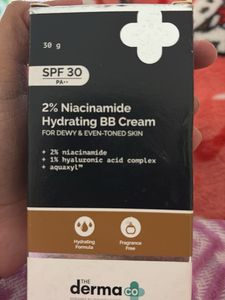 30 g
SPF 30
PA++
2% Niacinamide
Hydrating BB Cream
FOR DEWY & EVEN-TONED SKIN
+ 2% niacinamide
+ 1% hyaluronic acid complex
+ aquaxyl™
Hydrating
Formula
Fragrance
Free
THE
derma co